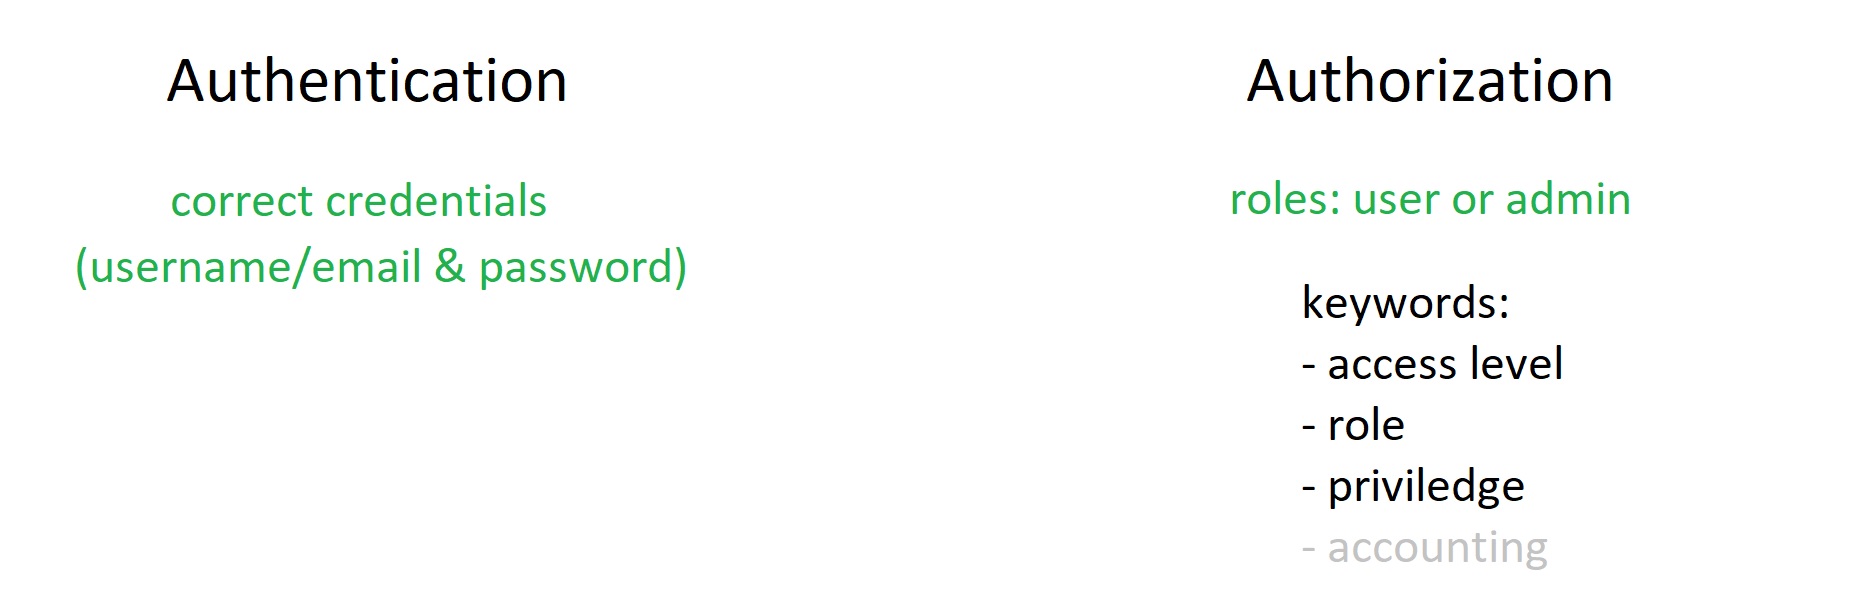 Authentication
correct credentials
(username/email & password)
Authorization
roles: user or admin
keywords:
- access level
- role
- priviledge
- accounting